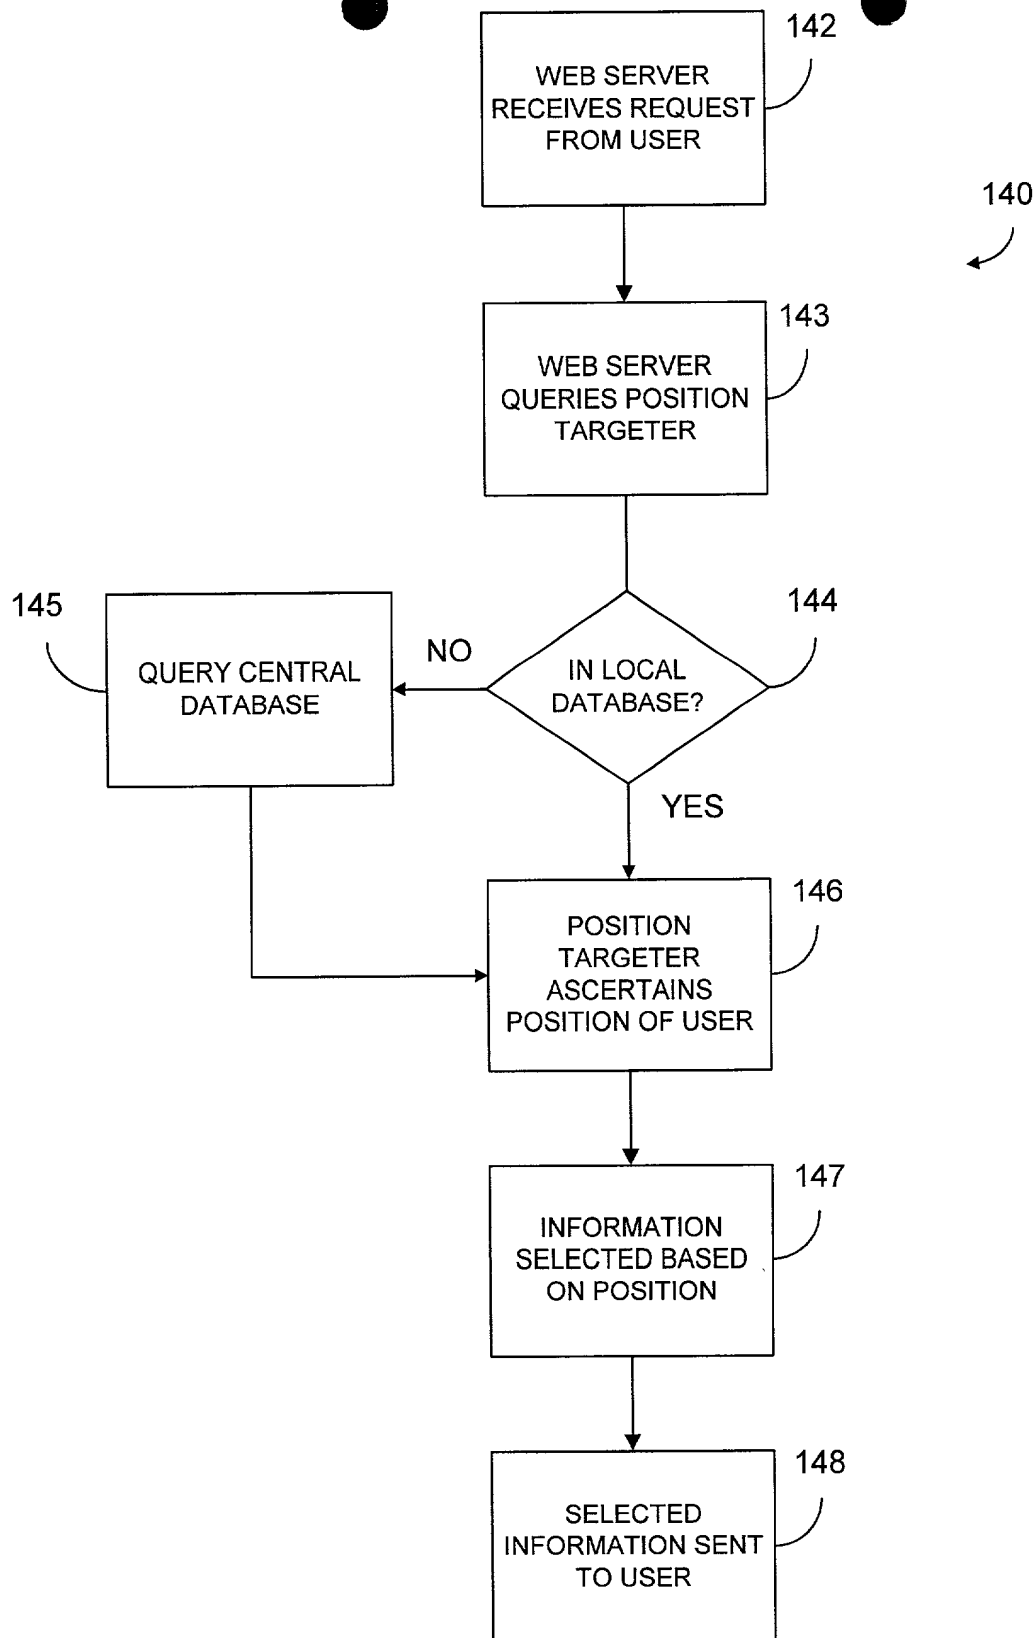 142
WEB SERVER
RECEIVES REQUEST
FROM USER
140
143
WEB SERVER
QUERIES POSITION
TARGETER
145
QUERY CENTRAL
DATABASE
NO
144
IN LOCAL
DATABASE?
YES
146
POSITION
TARGETER
ASCERTAINS
POSITION OF USER
147
INFORMATION
SELECTED BASED
ON POSITION
148
SELECTED
INFORMATION SENT
TO USER